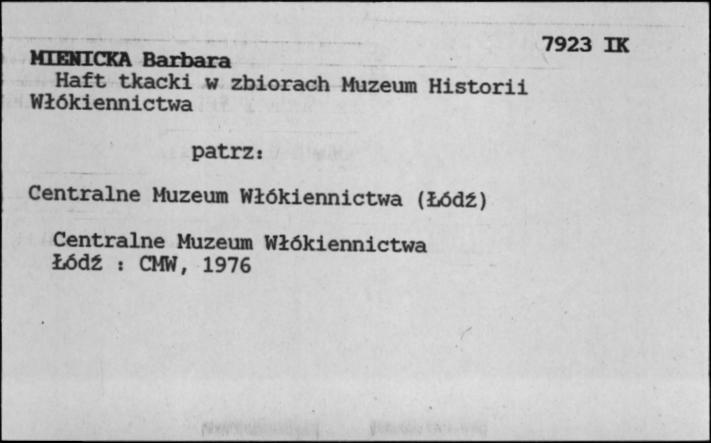 7923 IK
MIENICKA Barbara
Haft tkacki w zbiorach Muzeum Historii
Włókiennictwa
patrz:
Centralne Muzeum Włókiennictwa (Łódź)
Centralne Muzeum Włókiennictwa
Łódź : CMW, 1976